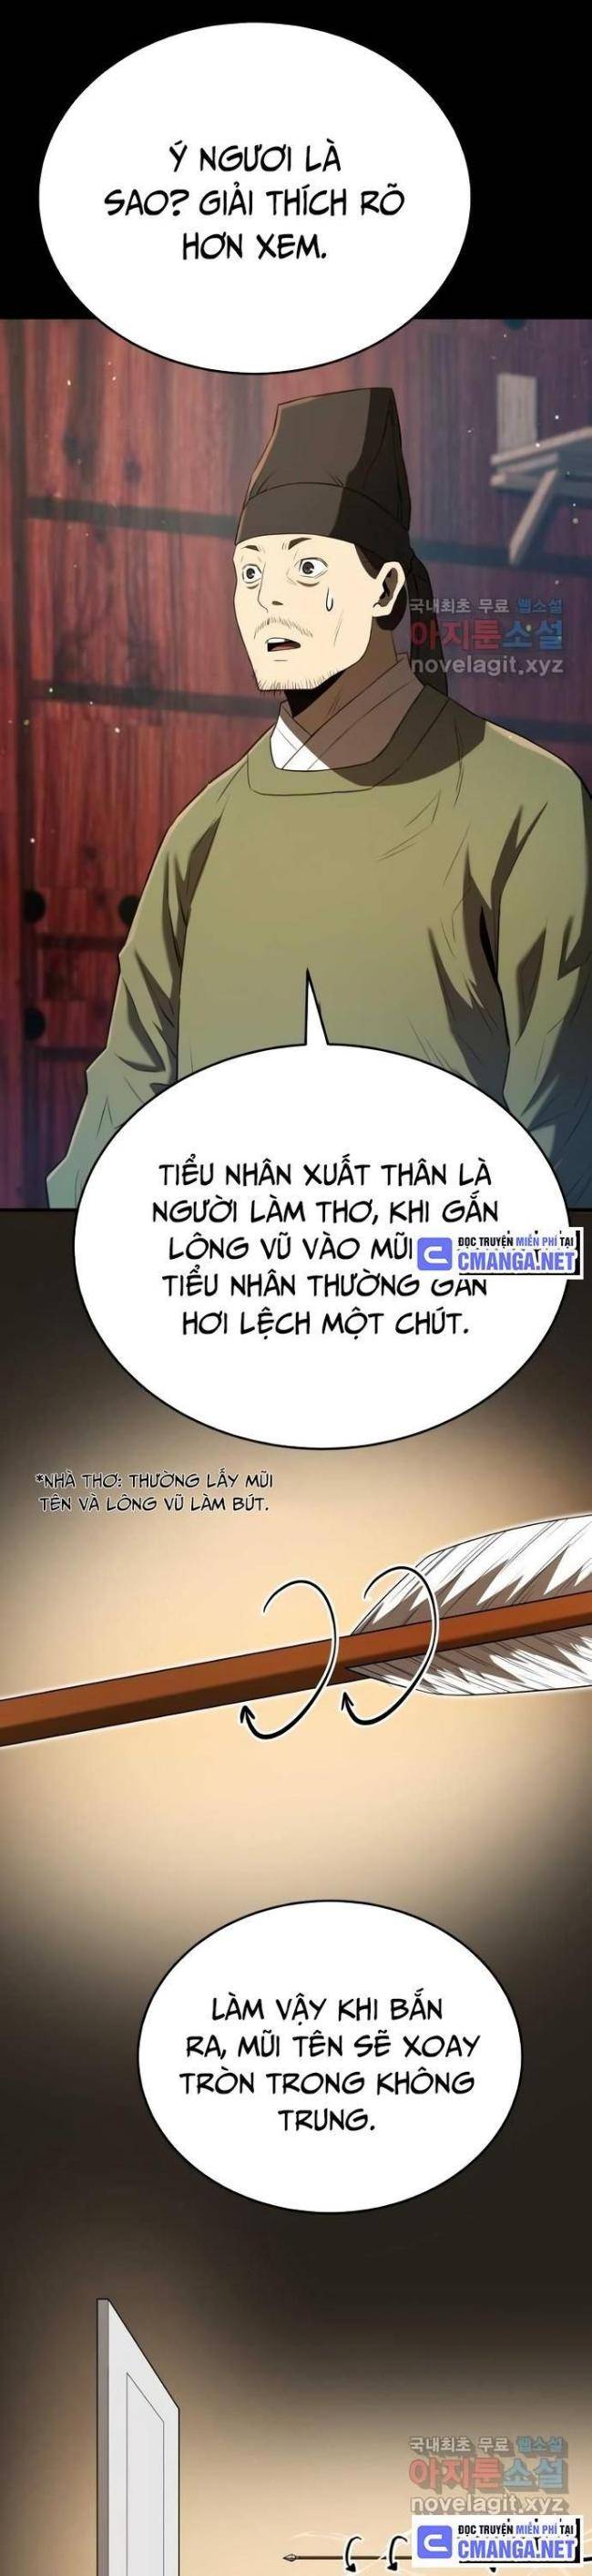 Ý NGƯƠI LÀ
SAO? GIẢI THÍCH RÕ
HƠN XEM.
국내최초 무료 웹소설
아지툰소설
novelagit.xyz
TIỂU NHÂN XUẤT THÂN LÀ
NGƯỜI LÀM THƠ, KHI GẮN
LÔNG VŨ VÀO MŨI
ĐỌC TRUYỆN MIỄN PHÍ TẠI
CMANGA.NET
TIỂU NHÂN THƯỜNG GẮN
HƠI LỆCH MỘT CHÚT.
*NHÀ THƠ: THƯỜNG LẤY MŨI
TÊN VÀ LÔNG VŨ LÀM BÚT.
LÀM VẬY KHI BẮN
RA, MŨI TÊN SẼ XOAY
TRÒN TRONG KHÔNG
TRUNG.
국내최초 무료 웹소설
아지툰소설
novelagit.xyz
ĐỌC TRUYỆN MIỄN PHÍ TẠI
CMANGA.NET